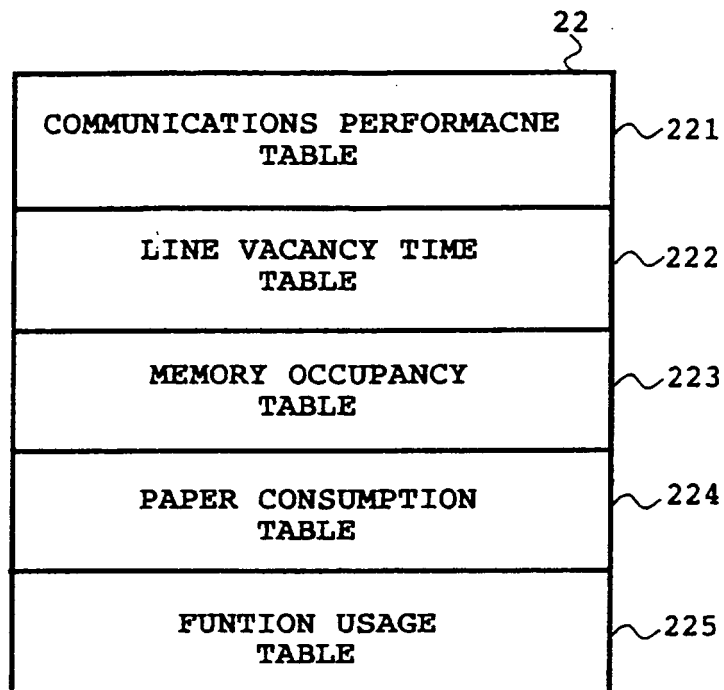 22
COMMUNICATIONS PERFORMACNE
TABLE
221
LINE VACANCY TIME
TABLE
222
MEMORY OCCUPANCY
TABLE
223
PAPER CONSUMPTION
TABLE
224
FUNTION USAGE
TABLE
225